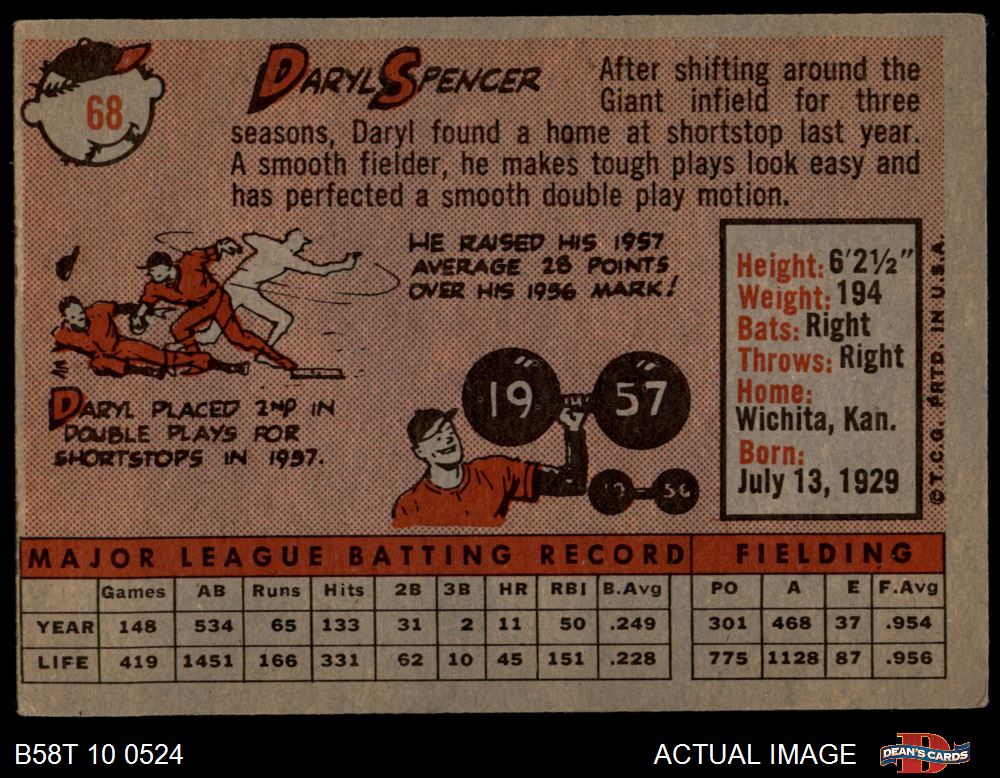 68
DARYL SPENCER
After shifting around the
Giant infield for three
seasons, Daryl found a home at shortstop last year.
A smooth fielder, he makes tough plays look easy and
has perfected a smooth double play motion.
HE RAISED HIS 1957
AVERAGE 28 POINTS
OVER HIS 1956 MARK!
DARYL PLACED 2ND IN
DOUBLE PLAYS FOR
SHORTSTOPS IN 1957.
19 57
19 56
Height: 6'2½"
Weight: 194
Bats: Right
Throws: Right
Home:
Wichita, Kan.
Born:
July 13, 1929
© T.C.G. PRTD. IN U.S.A.
MAJOR LEAGUE BATTING RECORD FIELDING
Games AB Runs Hits 2B 3B HR RBI B.Avg PO A E F.Avg
YEAR 148 534 65 133 31 2 11 50 .249 301 468 37 .954
LIFE 419 1451 166 331 62 10 45 151 .228 775 1128 87 .956
B58T 10 0524
ACTUAL IMAGE
D
DEAN'S CARDS